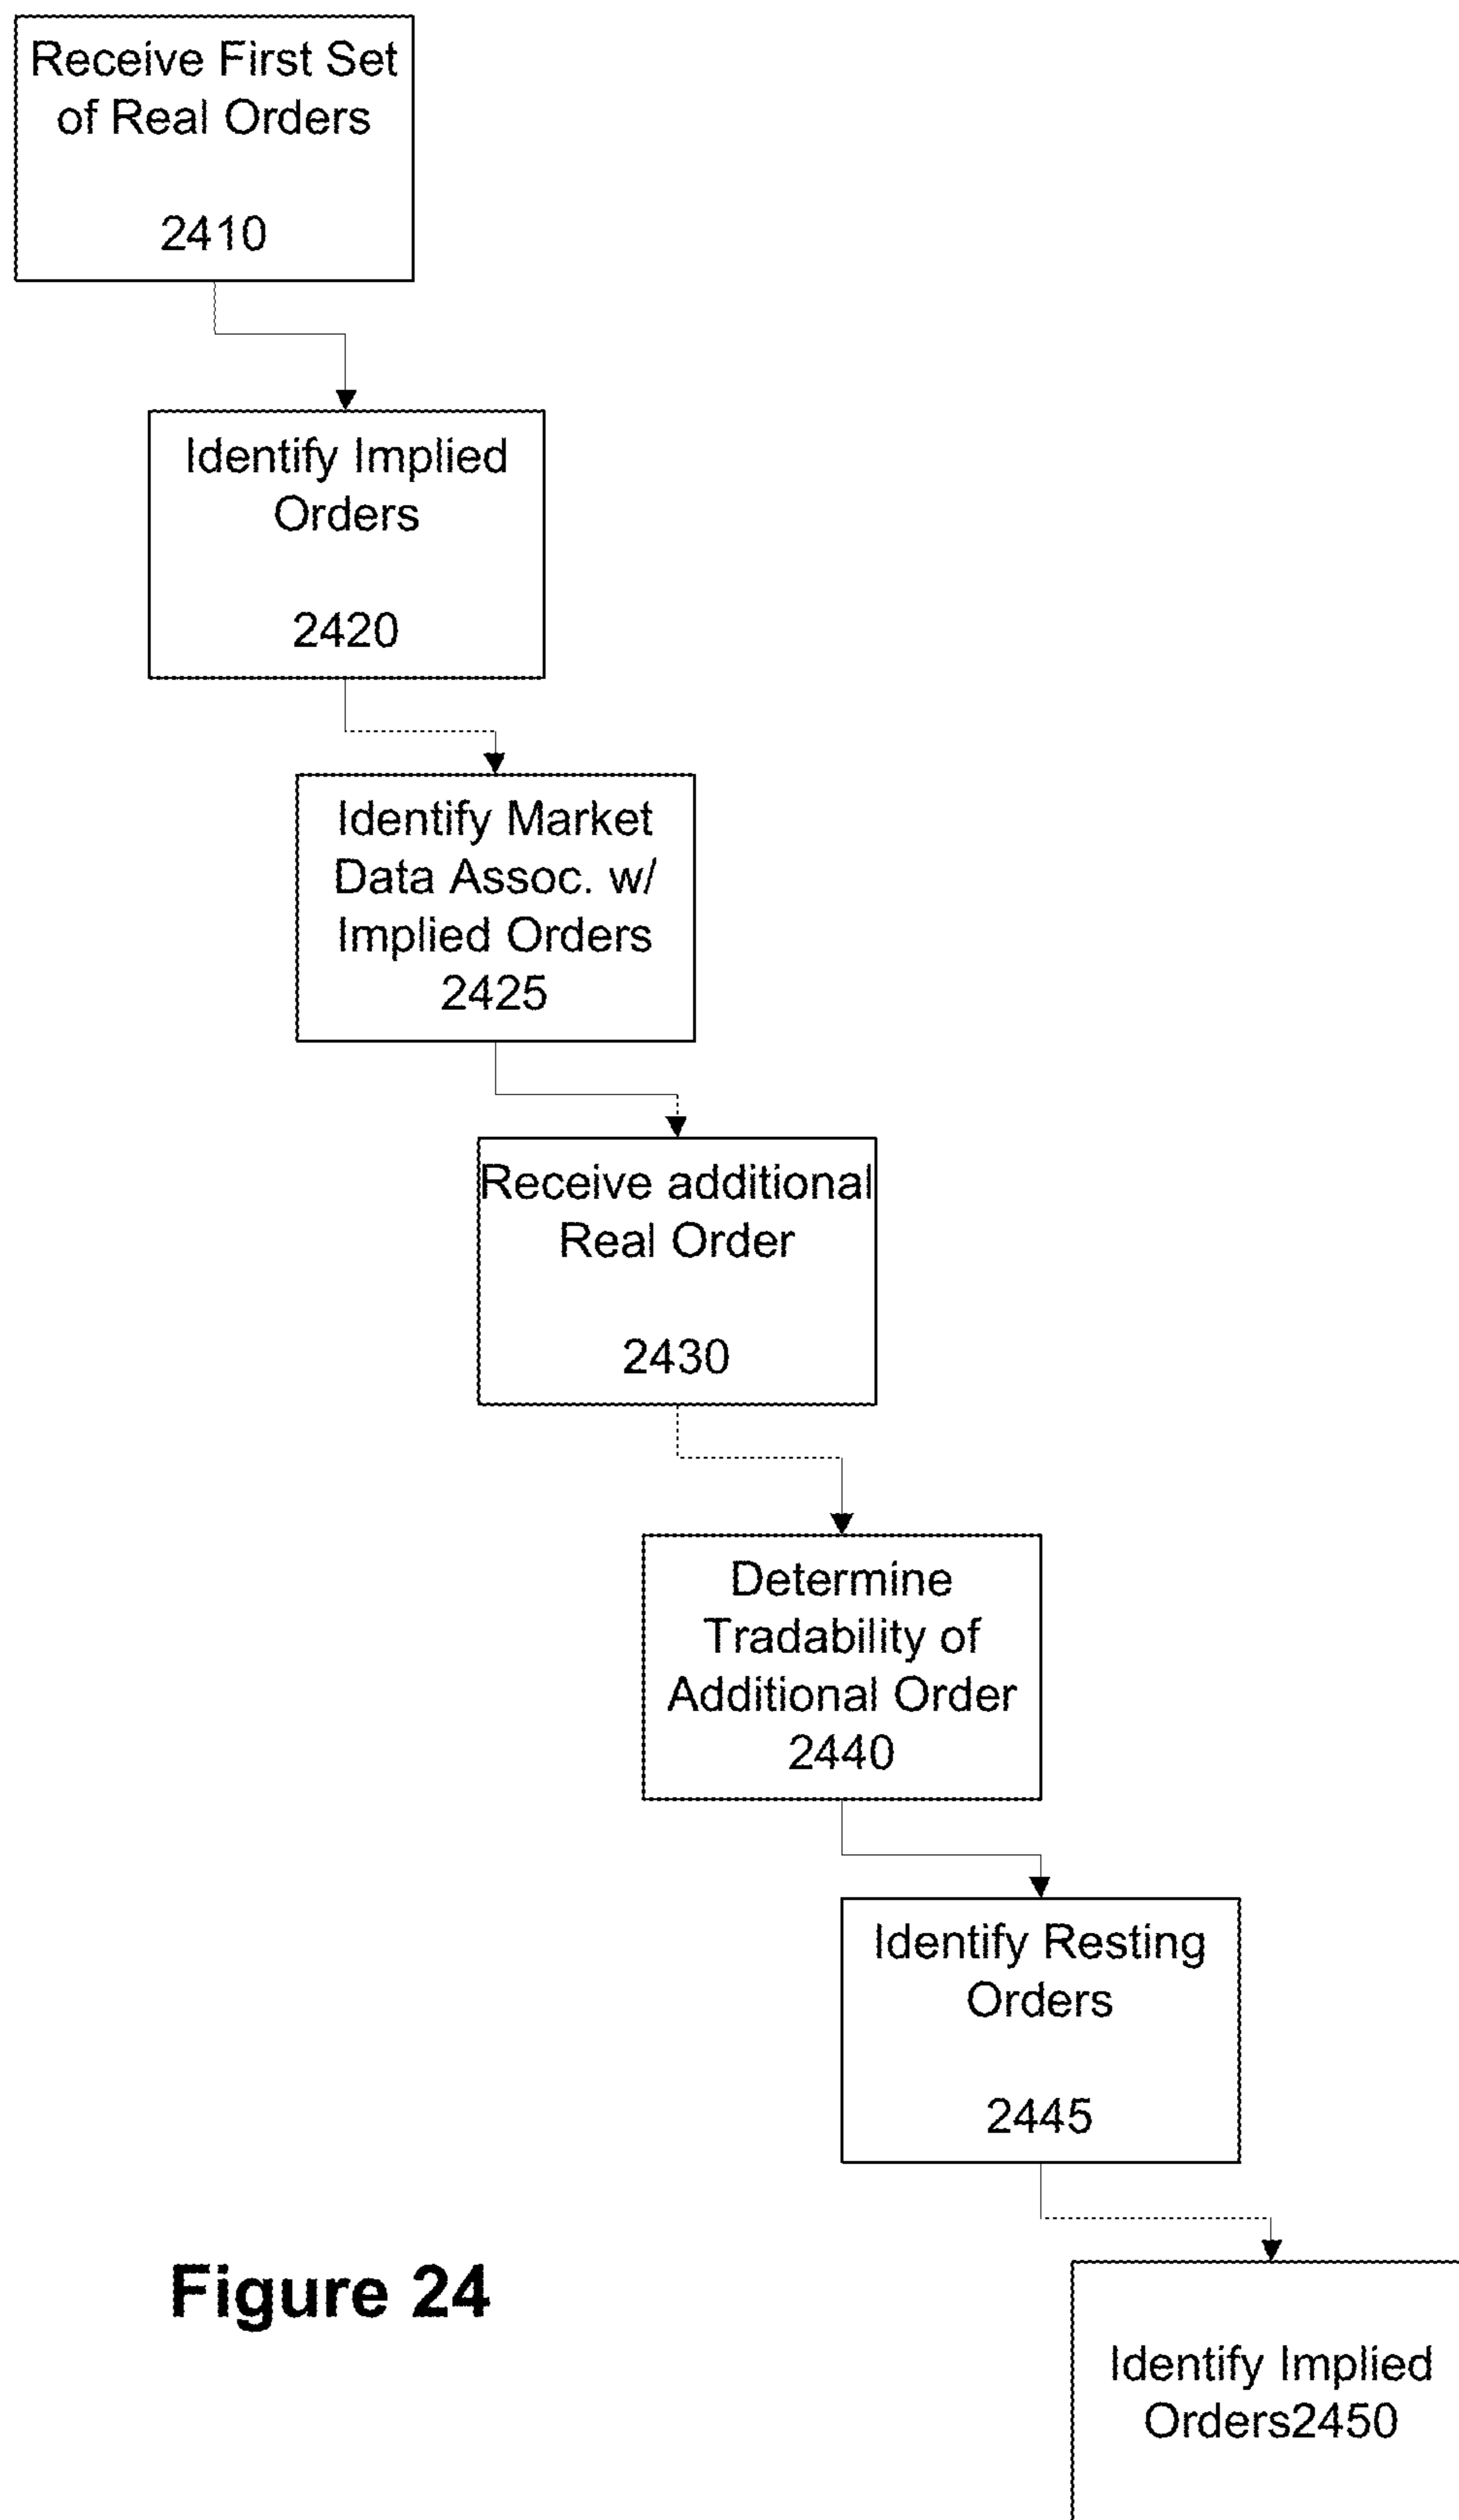 Receive First Set
of Real Orders
2410
Identify Implied
Orders
2420
Identify Market
Data Assoc. w/
Implied Orders
2425
Receive additional
Real Order
2430
Determine
Tradability of
Additional Order
2440
Identify Resting
Orders
2445
Figure 24
Identify Implied
Orders2450